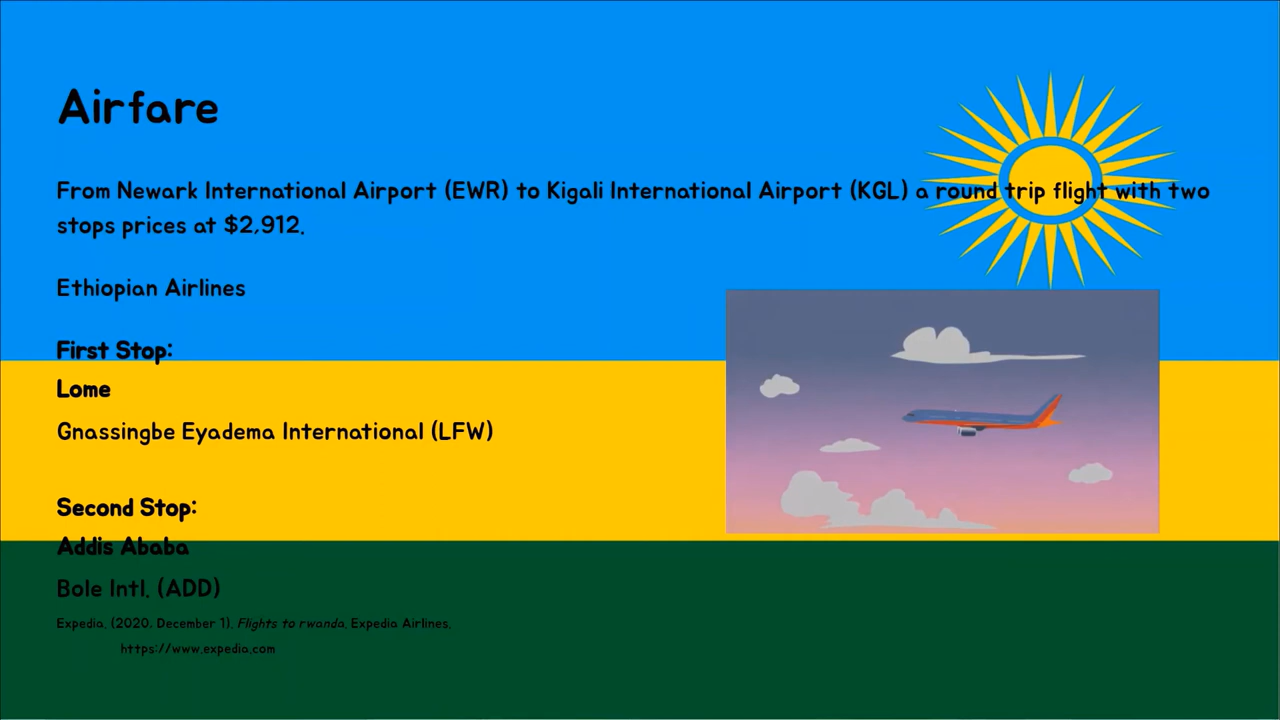 Airfare
From Newark International Airport (EWR) to Kigali International Airport (KGL) a round trip flight with two
stops prices at $2,912.
Ethiopian Airlines
First Stop:
Lome
Gnassingbe Eyadema International (LFW)
Second Stop:
Addis Ababa
Bole Intl. (ADD)
Expedia. (2020. December 1). Flights to rwanda. Expedia Airlines.
https://www.expedia.com